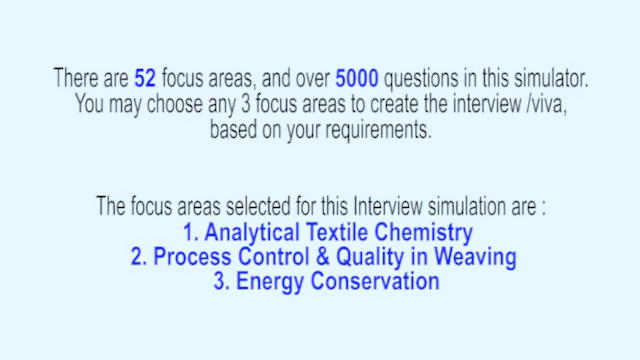 There are 52 focus areas, and over 5000 questions in this simulator.
You may choose any 3 focus areas to create the interview /viva,
based on your requirements.
The focus areas selected for this Interview simulation are :
1. Analytical Textile Chemistry
2. Process Control & Quality in Weaving
3. Energy Conservation